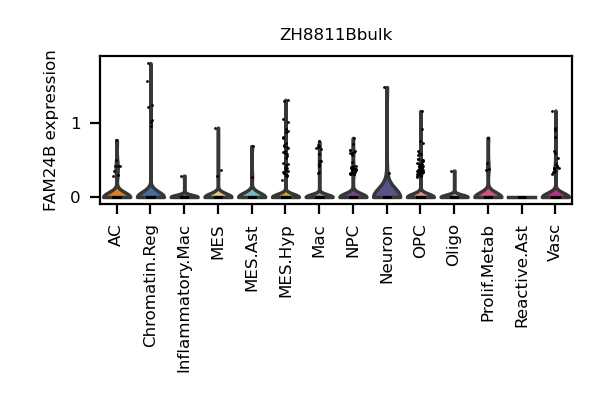 ZH8811Bbulk
FAM24B expression
1
0
AC
Chromatin.Reg
Inflammatory.Mac
MES
MES.Ast
MES.Hyp
Mac
NPC
Neuron
OPC
Oligo
Prolif.Metab
Reactive.Ast
Vasc